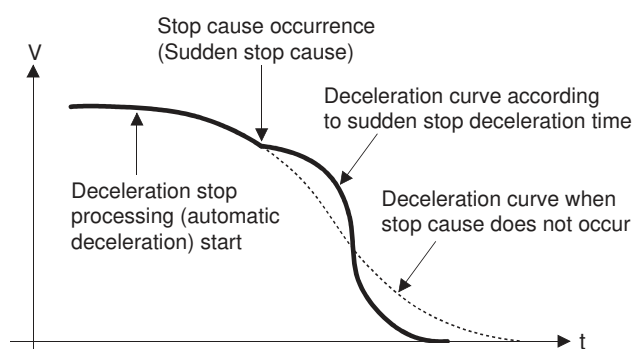 Stop cause occurrence
(Sudden stop cause)
V
Deceleration curve according
to sudden stop deceleration time
Deceleration stop
processing (automatic
deceleration) start
Deceleration curve when
stop cause does not occur
t